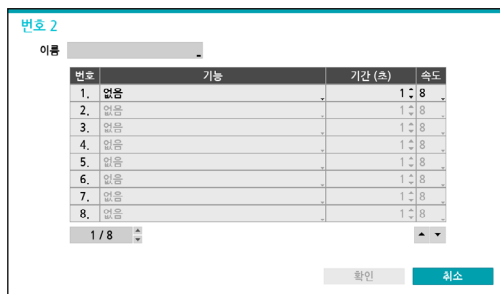 번호 2
이름
번호 기능 기간 (초) 속도
1. 없음 1 8
2. 없음 1 8
3. 없음 1 8
4. 없음 1 8
5. 없음 1 8
6. 없음 1 8
7. 없음 1 8
8. 없음 1 8
1 / 8
확인 취소